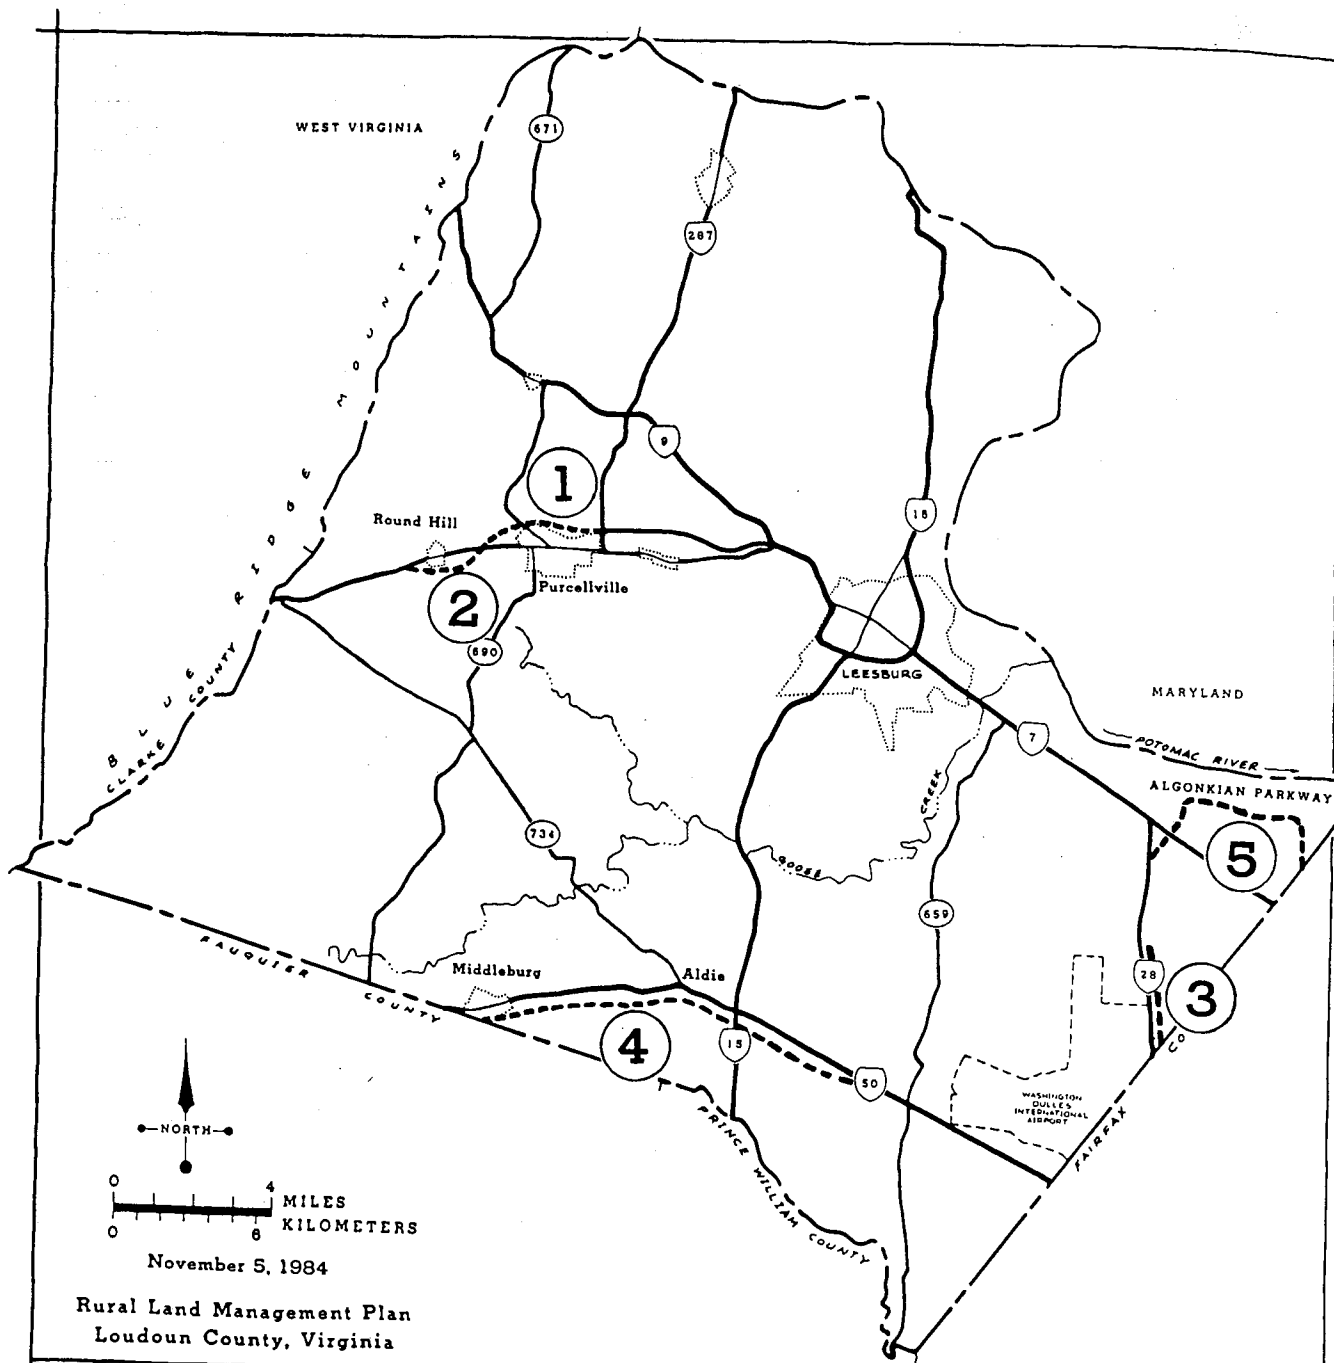 WEST VIRGINIA
671
287
BLUE RIDGE MOUNTAINS
9
1
15
Round Hill
Purcellville
2
690
CLARKE COUNTY
LEESBURG
MARYLAND
7
POTOMAC RIVER
ALGONKIAN PARKWAY
GOOSE CREEK
734
5
659
FAUQUIER COUNTY
Middleburg
Aldie
28
3
4
15
50
WASHINGTON
DULLES
INTERNATIONAL
AIRPORT
FAIRFAX CO
PRINCE WILLIAM COUNTY
NORTH
0 4
MILES
KILOMETERS
0 6
November 5, 1984
Rural Land Management Plan
Loudoun County, Virginia